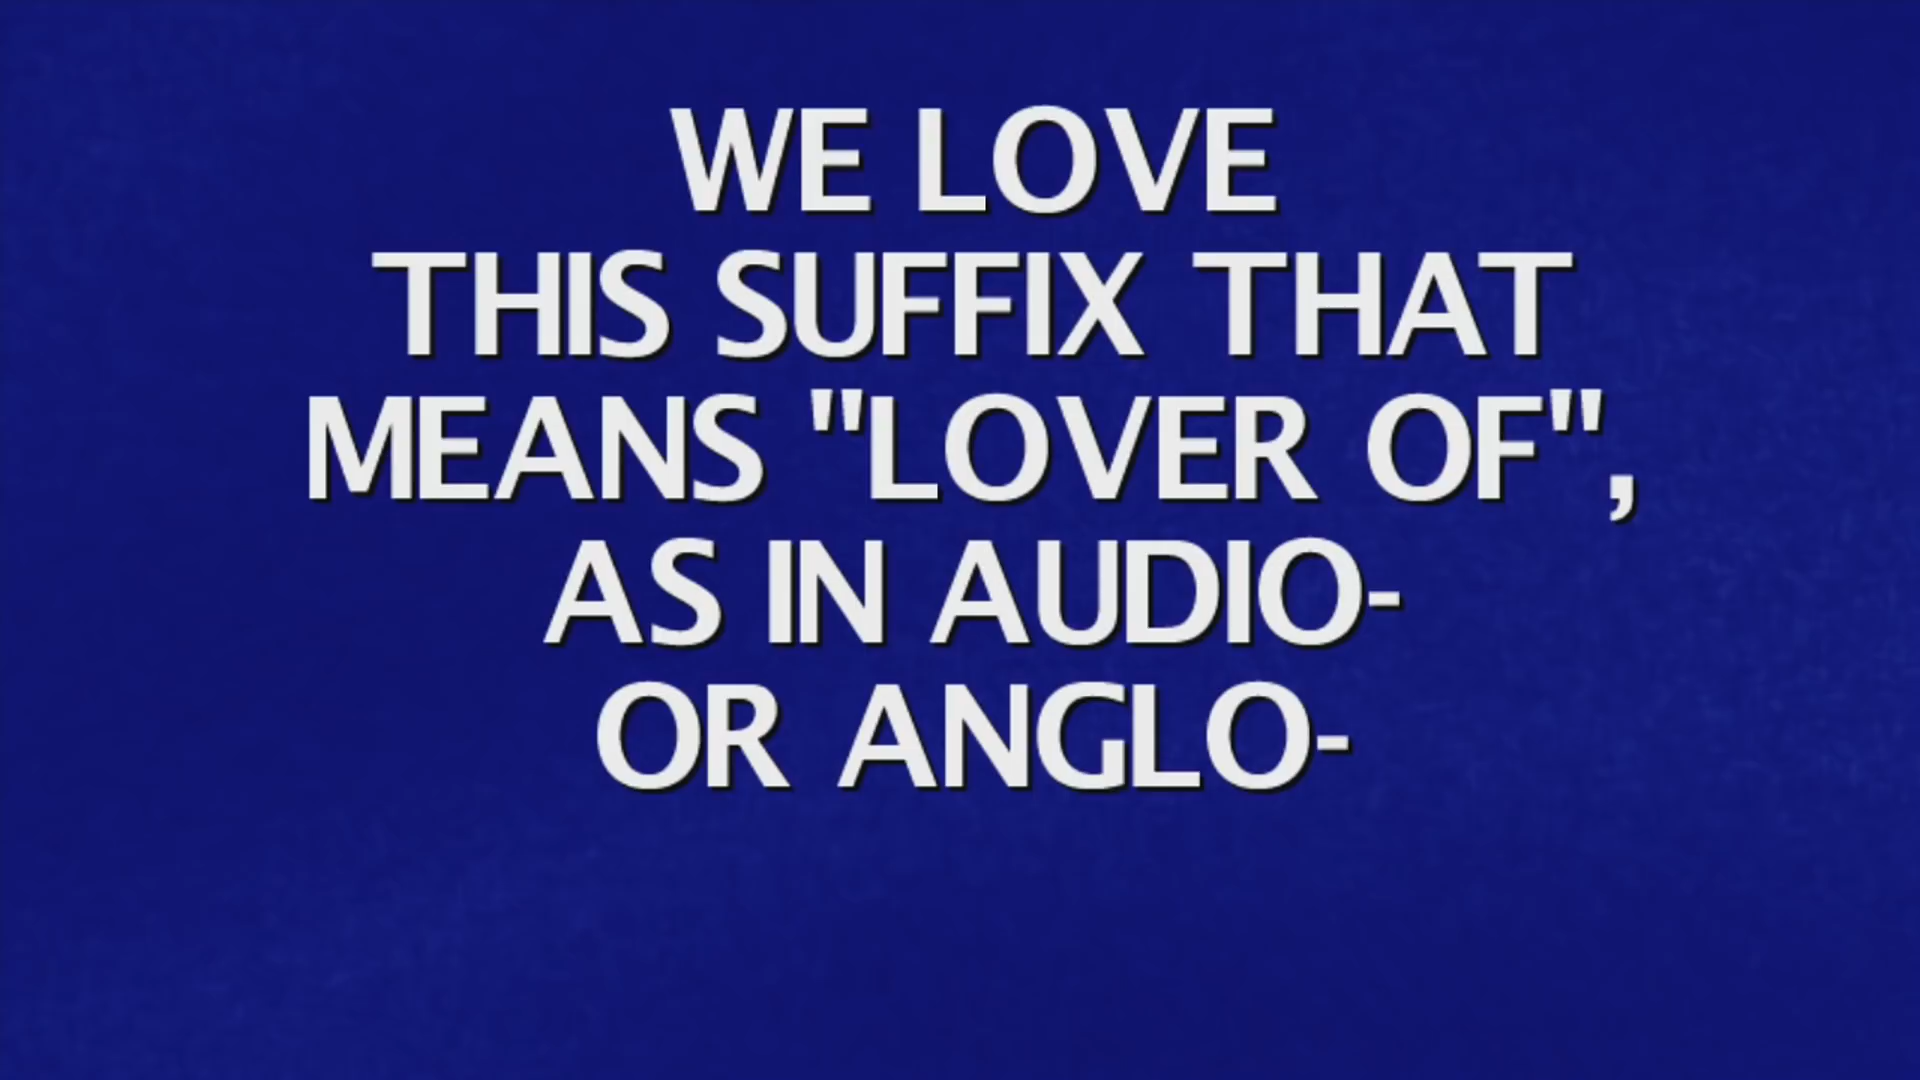 WE LOVE
THIS SUFFIX THAT
MEANS "LOVER OF",
AS IN AUDIO-
OR ANGLO-